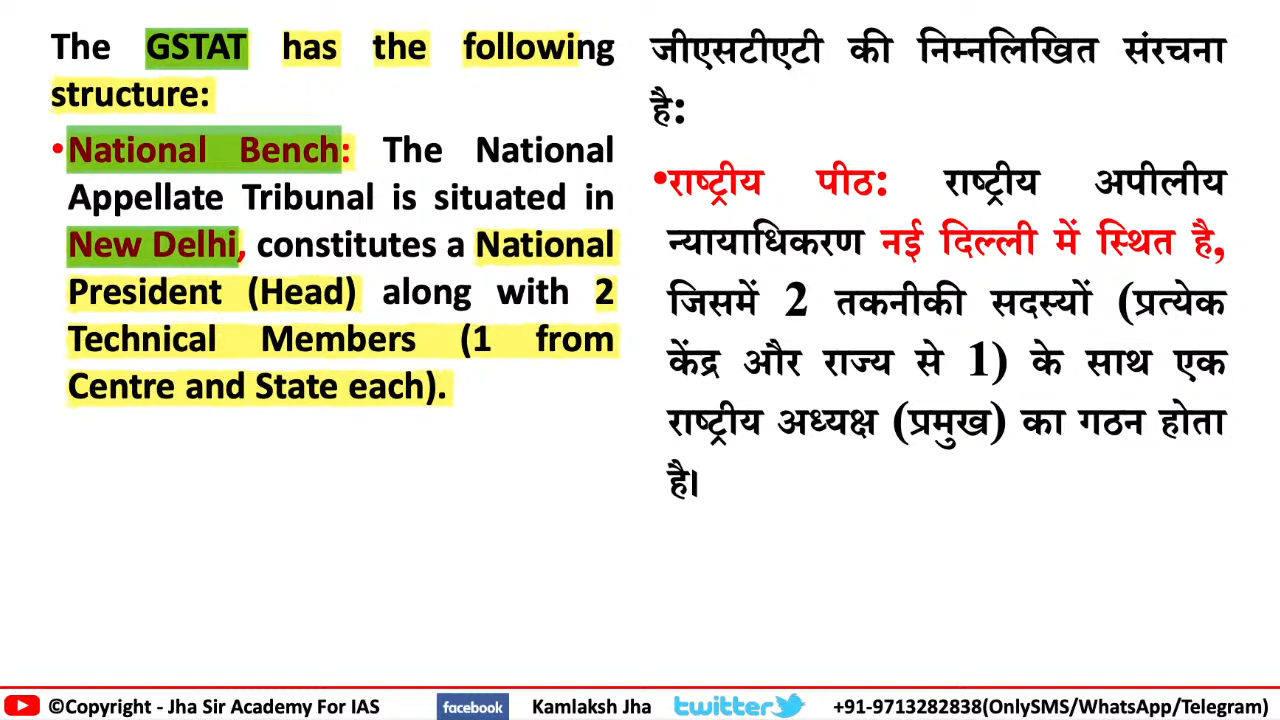 The GSTAT has the following
structure:
•National Bench: The National
Appellate Tribunal is situated in
New Delhi, constitutes a National
President (Head) along with 2
Technical Members (1 from
Centre and State each).
जीएसटीएटी की निम्नलिखित संरचना
है:
•राष्ट्रीय पीठ: राष्ट्रीय अपीलीय
न्यायाधिकरण नई दिल्ली में स्थित है,
जिसमें 2 तकनीकी सदस्यों (प्रत्येक
केंद्र और राज्य से 1) के साथ एक
राष्ट्रीय अध्यक्ष (प्रमुख) का गठन होता
है।
©Copyright - Jha Sir Academy For IAS facebook Kamlaksh Jha twitter +91-9713282838(OnlySMS/WhatsApp/Telegram)